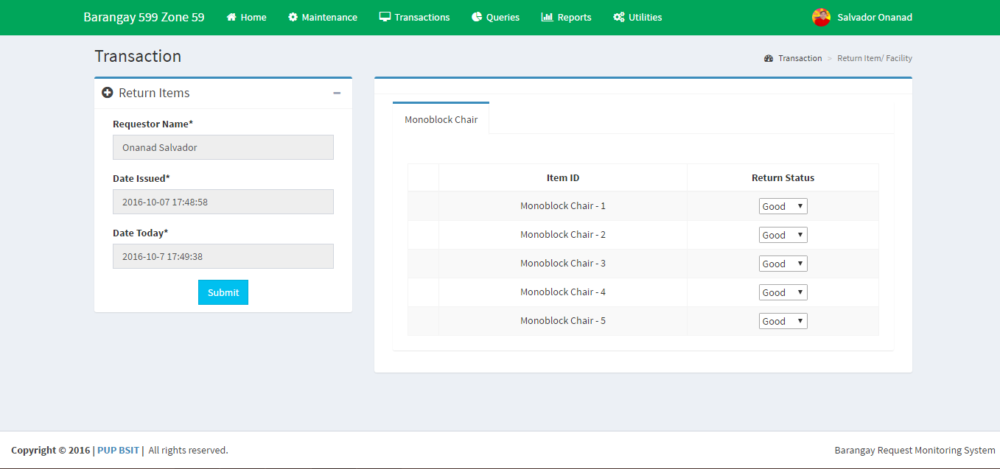 Barangay 599 Zone 59 Home Maintenance Transactions Queries Reports Utilities Salvador Onanad
Transaction
Transaction > Return Item/ Facility
Return Items
Requestor Name*
Onanad Salvador
Date Issued*
2016-10-07 17:48:58
Date Today*
2016-10-7 17:49:38
Submit
Monoblock Chair
Item ID Return Status
Monoblock Chair - 1 Good
Monoblock Chair - 2 Good
Monoblock Chair - 3 Good
Monoblock Chair - 4 Good
Monoblock Chair - 5 Good
Copyright © 2016 | PUP BSIT | All rights reserved.
Barangay Request Monitoring System